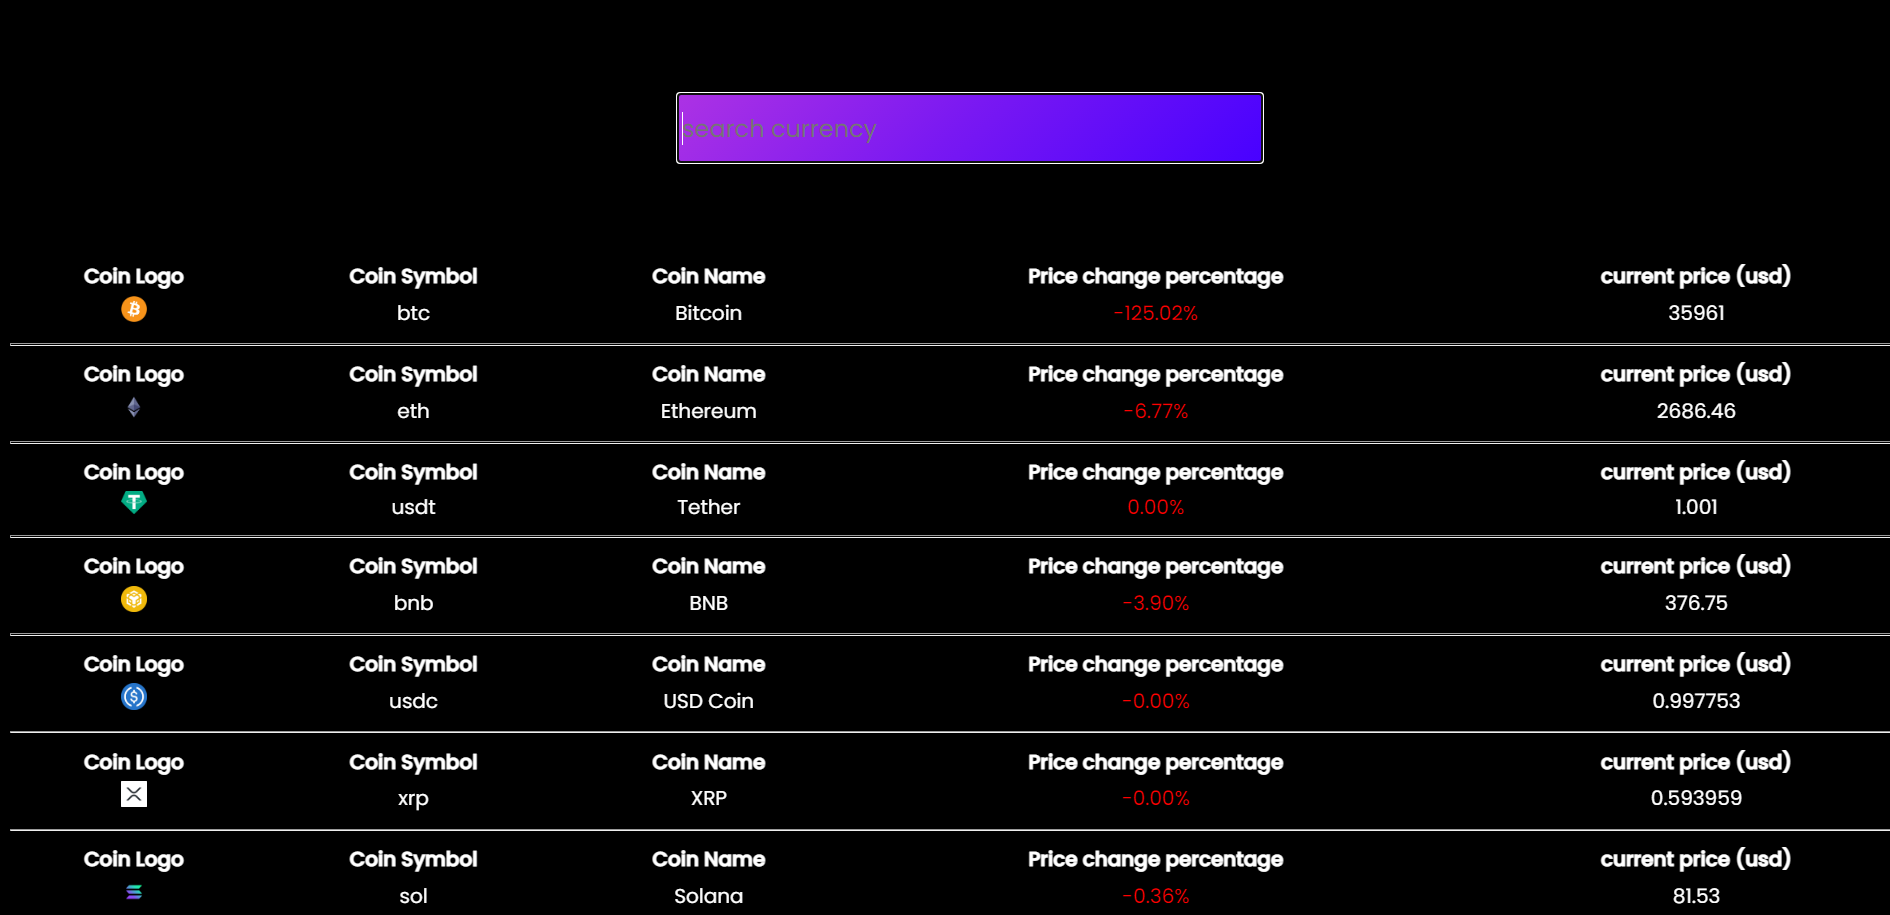 search currency
Coin Logo Coin Symbol Coin Name Price change percentage current price (usd)
btc Bitcoin -125.02% 35961
Coin Logo Coin Symbol Coin Name Price change percentage current price (usd)
eth Ethereum -6.77% 2686.46
Coin Logo Coin Symbol Coin Name Price change percentage current price (usd)
usdt Tether 0.00% 1.001
Coin Logo Coin Symbol Coin Name Price change percentage current price (usd)
bnb BNB -3.90% 376.75
Coin Logo Coin Symbol Coin Name Price change percentage current price (usd)
usdc USD Coin -0.00% 0.997753
Coin Logo Coin Symbol Coin Name Price change percentage current price (usd)
xrp XRP -0.00% 0.593959
Coin Logo Coin Symbol Coin Name Price change percentage current price (usd)
sol Solana -0.36% 81.53